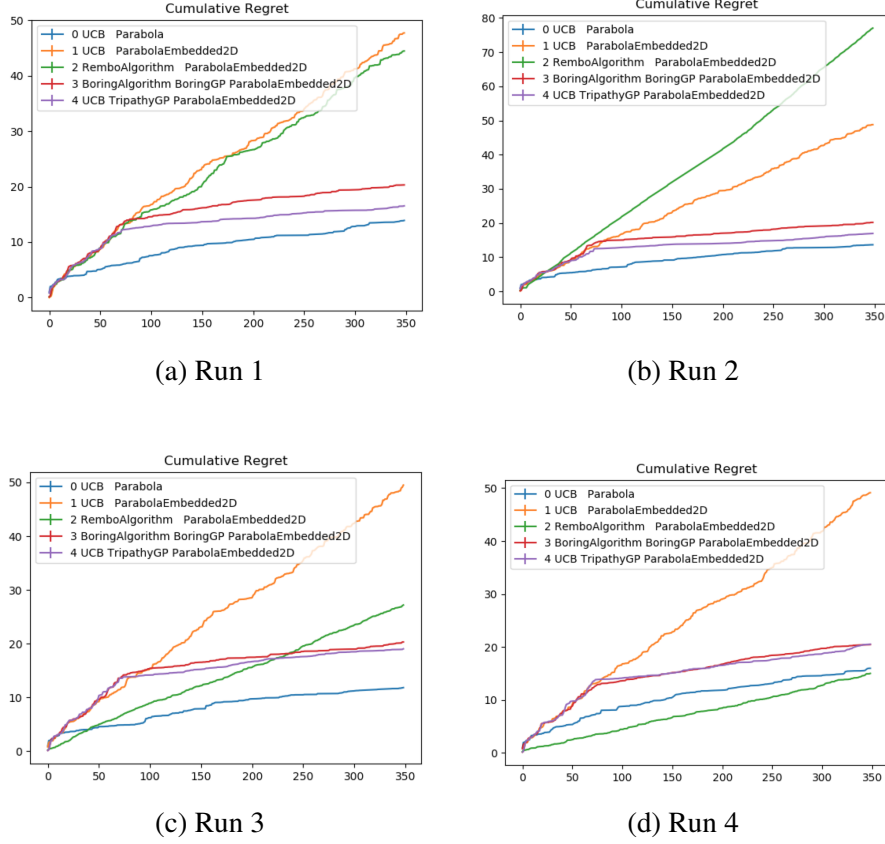 Cumulative Regret
50
40
30
20
10
0
0 UCB Parabola
1 UCB ParabolaEmbedded2D
2 RemboAlgorithm ParabolaEmbedded2D
3 BoringAlgorithm BoringGP ParabolaEmbedded2D
4 UCB TripathyGP ParabolaEmbedded2D
0 50 100 150 200 250 300 350
(a) Run 1
Cumulative Regret
80
70
60
50
40
30
20
10
0
0 UCB Parabola
1 UCB ParabolaEmbedded2D
2 RemboAlgorithm ParabolaEmbedded2D
3 BoringAlgorithm BoringGP ParabolaEmbedded2D
4 UCB TripathyGP ParabolaEmbedded2D
0 50 100 150 200 250 300 350
(b) Run 2
Cumulative Regret
50
40
30
20
10
0
0 UCB Parabola
1 UCB ParabolaEmbedded2D
2 RemboAlgorithm ParabolaEmbedded2D
3 BoringAlgorithm BoringGP ParabolaEmbedded2D
4 UCB TripathyGP ParabolaEmbedded2D
0 50 100 150 200 250 300 350
(c) Run 3
Cumulative Regret
50
40
30
20
10
0
0 UCB Parabola
1 UCB ParabolaEmbedded2D
2 RemboAlgorithm ParabolaEmbedded2D
3 BoringAlgorithm BoringGP ParabolaEmbedded2D
4 UCB TripathyGP ParabolaEmbedded2D
0 50 100 150 200 250 300 350
(d) Run 4